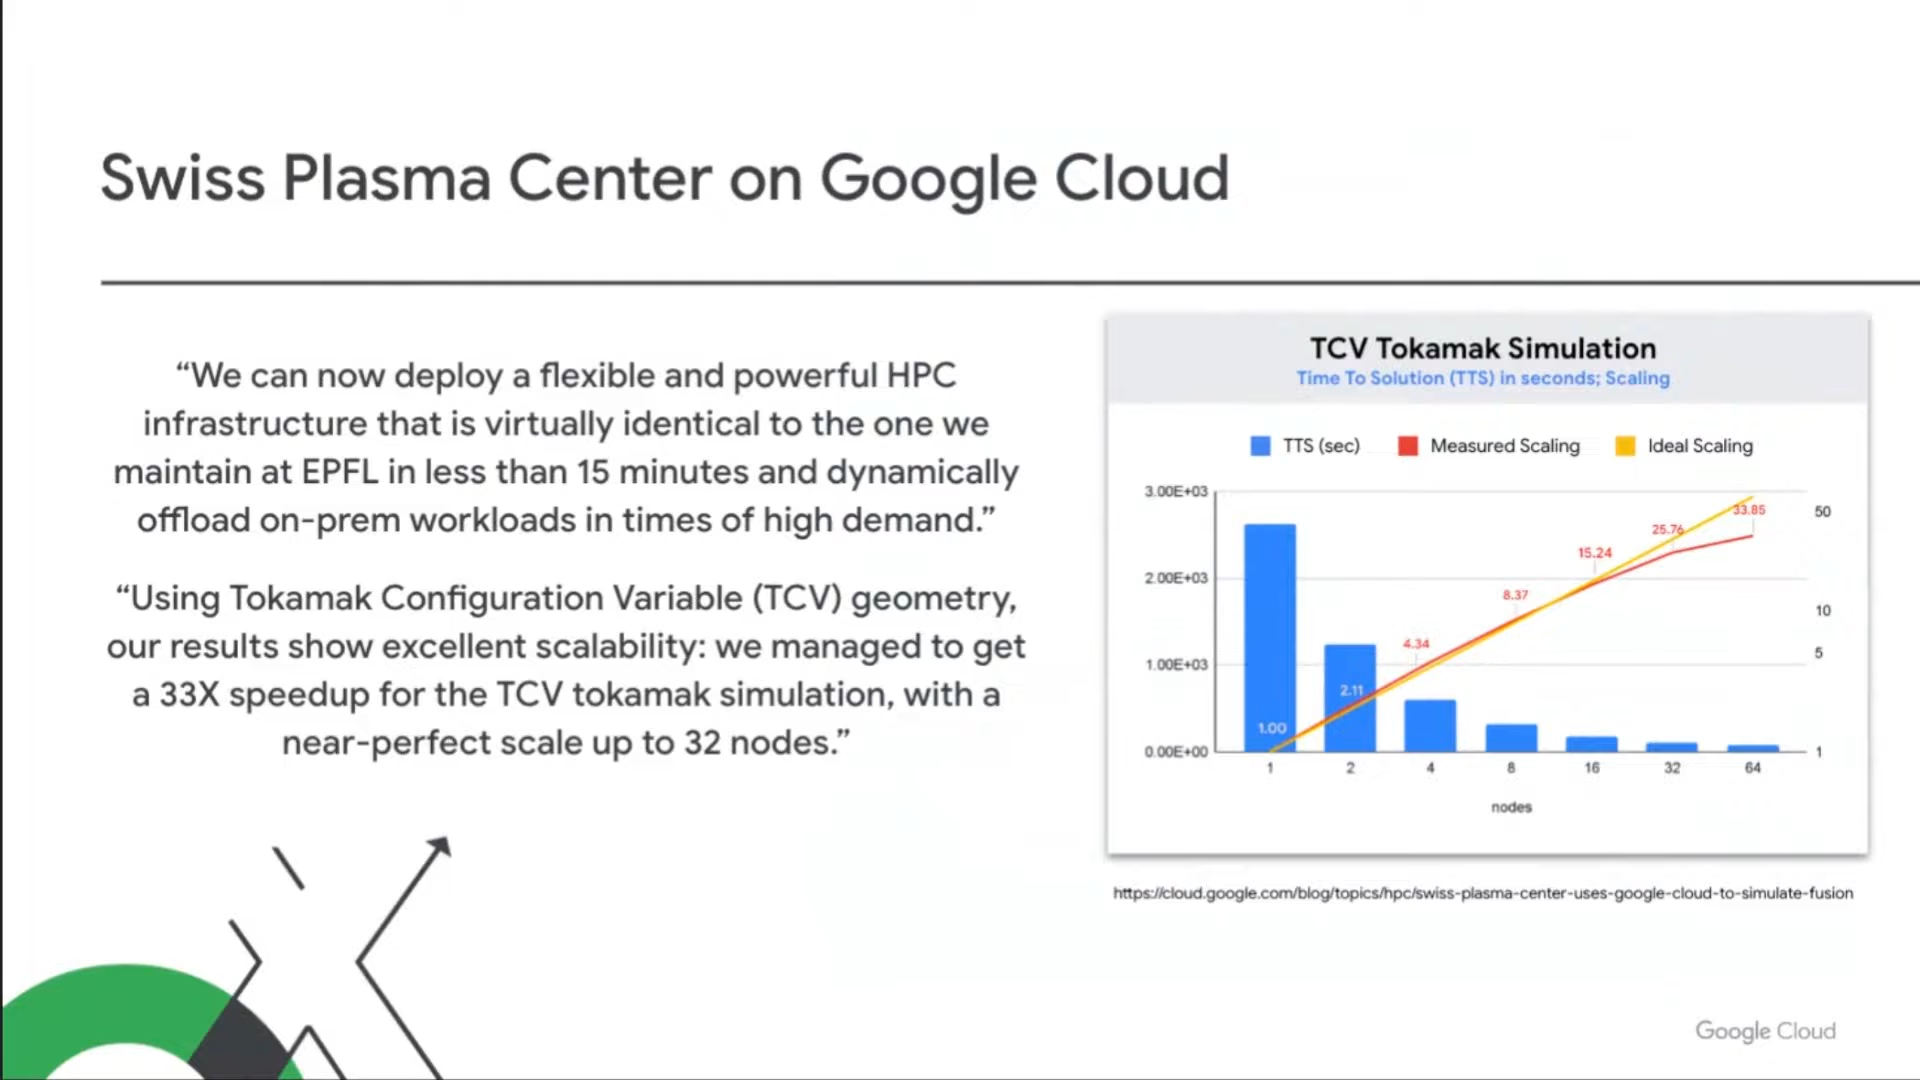 Swiss Plasma Center on Google Cloud
“We can now deploy a flexible and powerful HPC
infrastructure that is virtually identical to the one we
maintain at EPFL in less than 15 minutes and dynamically
offload on-prem workloads in times of high demand.”
“Using Tokamak Configuration Variable (TCV) geometry,
our results show excellent scalability: we managed to get
a 33X speedup for the TCV tokamak simulation, with a
near-perfect scale up to 32 nodes.”
TCV Tokamak Simulation
Time To Solution (TTS) in seconds; Scaling
TTS (sec) Measured Scaling Ideal Scaling
3.00E+03
2.00E+03
1.00E+03
0.00E+00
1.00
2.11
4.34
8.37
15.24
25.76
33.85
50
10
5
1
1 2 4 8 16 32 64
nodes
https://cloud.google.com/blog/topics/hpc/swiss-plasma-center-uses-google-cloud-to-simulate-fusion
Google Cloud